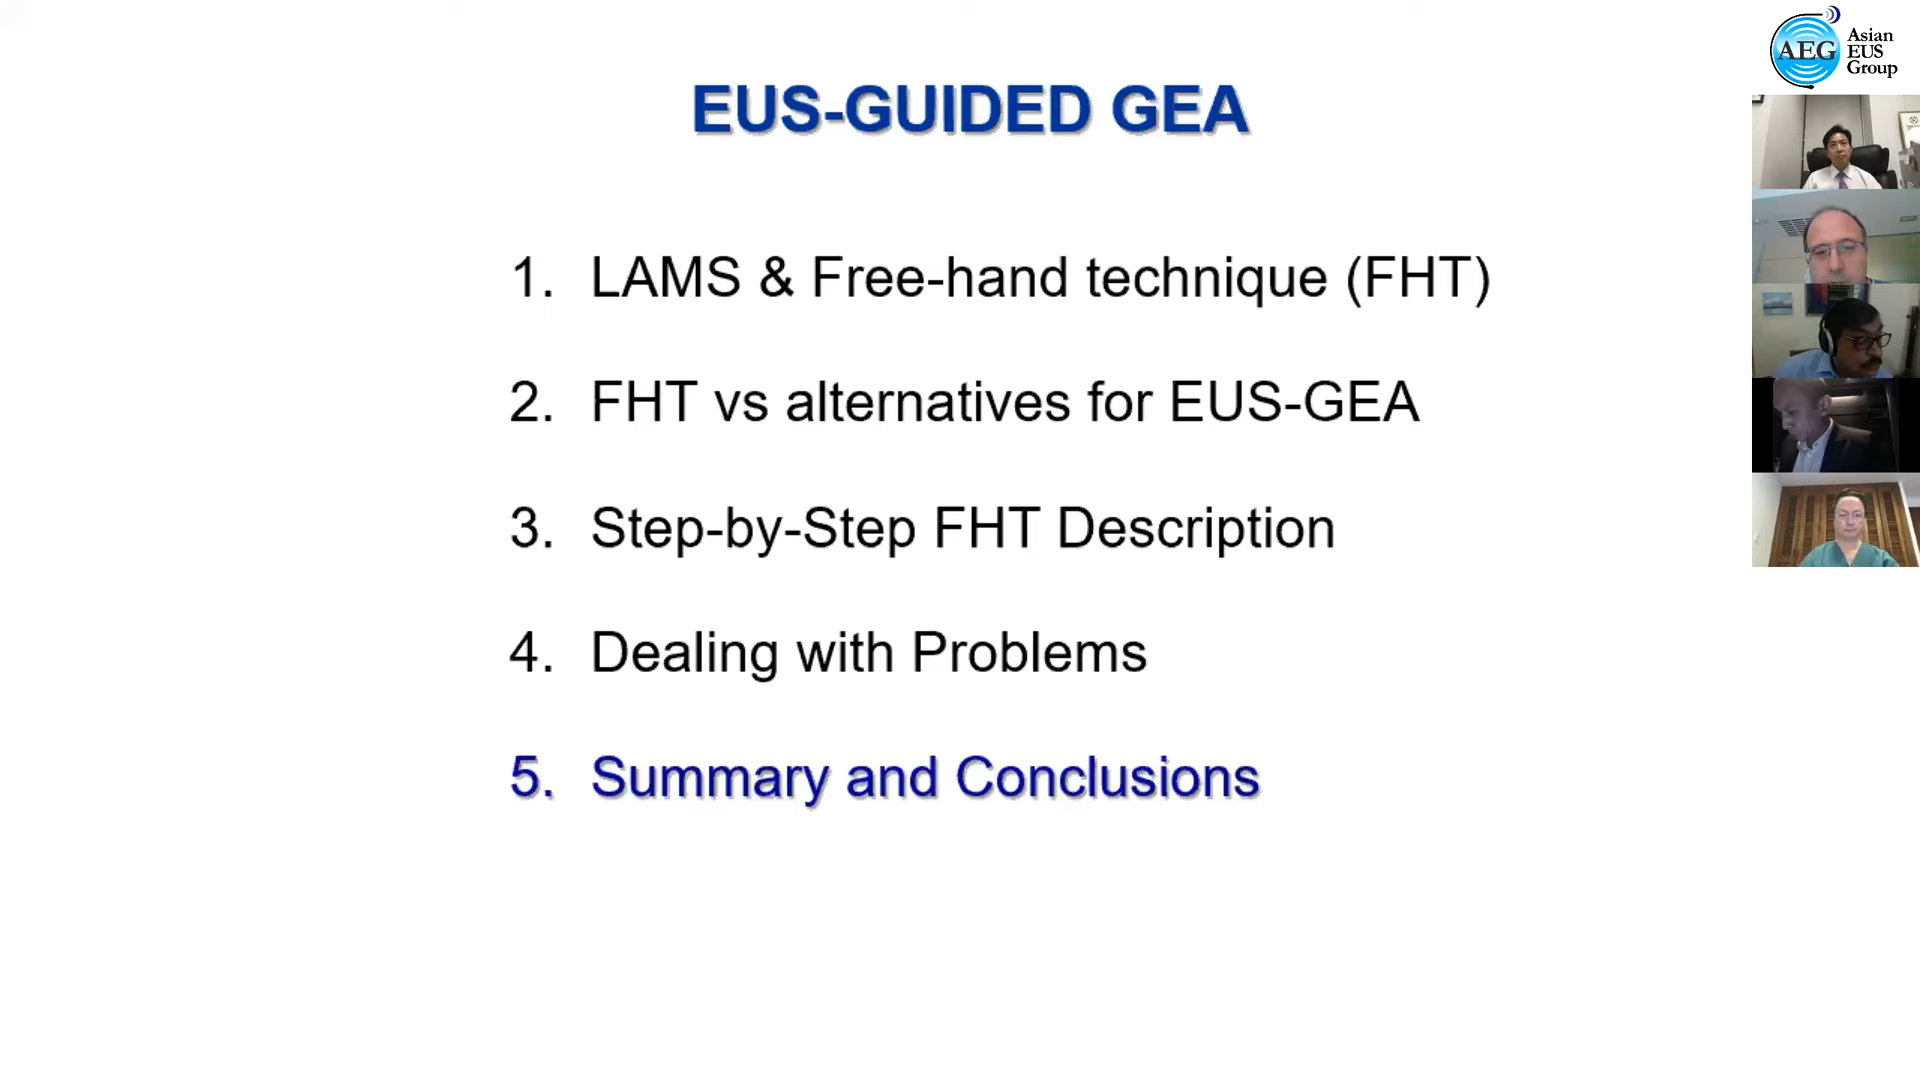 EUS-GUIDED GEA
1. LAMS & Free-hand technique (FHT)
2. FHT vs alternatives for EUS-GEA
3. Step-by-Step FHT Description
4. Dealing with Problems
5. Summary and Conclusions
AEG
Asian
EUS
Group